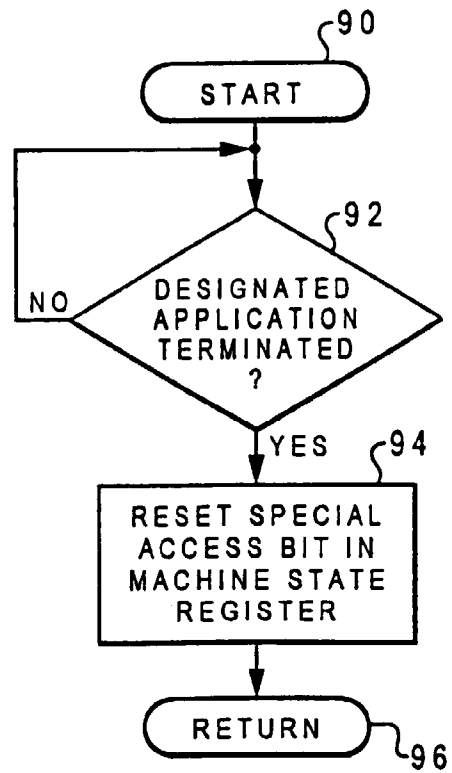 90
START
92
NO
DESIGNATED
APPLICATION
TERMINATED
?
YES
94
RESET SPECIAL
ACCESS BIT IN
MACHINE STATE
REGISTER
RETURN
96